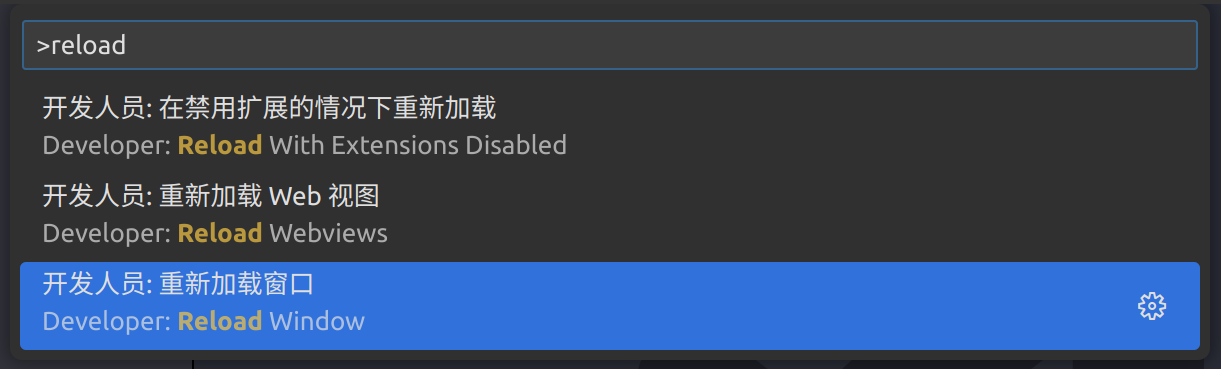 >reload
开发人员: 在禁用扩展的情况下重新加载
Developer: Reload With Extensions Disabled
开发人员: 重新加载 Web 视图
Developer: Reload Webviews
开发人员: 重新加载窗口
Developer: Reload Window